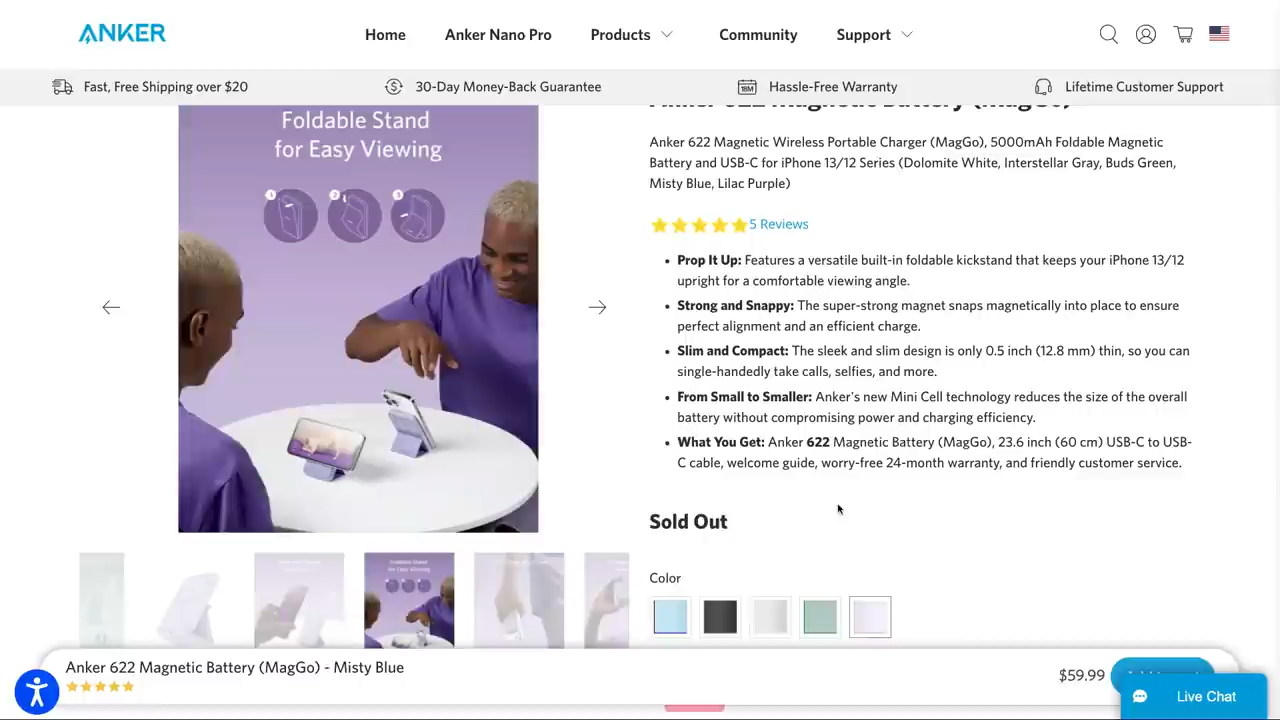 ANKER
Home
Anker Nano Pro
Products
Community
Support
Fast, Free Shipping over $20
30-Day Money-Back Guarantee
18M
Hassle-Free Warranty
Lifetime Customer Support
Foldable Stand
for Easy Viewing
1
2
3
Anker 622 Magnetic Battery (MagGo)
Anker 622 Magnetic Wireless Portable Charger (MagGo), 5000mAh Foldable Magnetic
Battery and USB-C for iPhone 13/12 Series (Dolomite White, Interstellar Gray, Buds Green,
Misty Blue, Lilac Purple)
5 Reviews
• Prop It Up: Features a versatile built-in foldable kickstand that keeps your iPhone 13/12
upright for a comfortable viewing angle.
• Strong and Snappy: The super-strong magnet snaps magnetically into place to ensure
perfect alignment and an efficient charge.
• Slim and Compact: The sleek and slim design is only 0.5 inch (12.8 mm) thin, so you can
single-handedly take calls, selfies, and more.
• From Small to Smaller: Anker's new Mini Cell technology reduces the size of the overall
battery without compromising power and charging efficiency.
• What You Get: Anker 622 Magnetic Battery (MagGo), 23.6 inch (60 cm) USB-C to USB-
C cable, welcome guide, worry-free 24-month warranty, and friendly customer service.
Sold Out
Color
Anker 622 Magnetic Battery (MagGo) - Misty Blue
$59.99
Live Chat